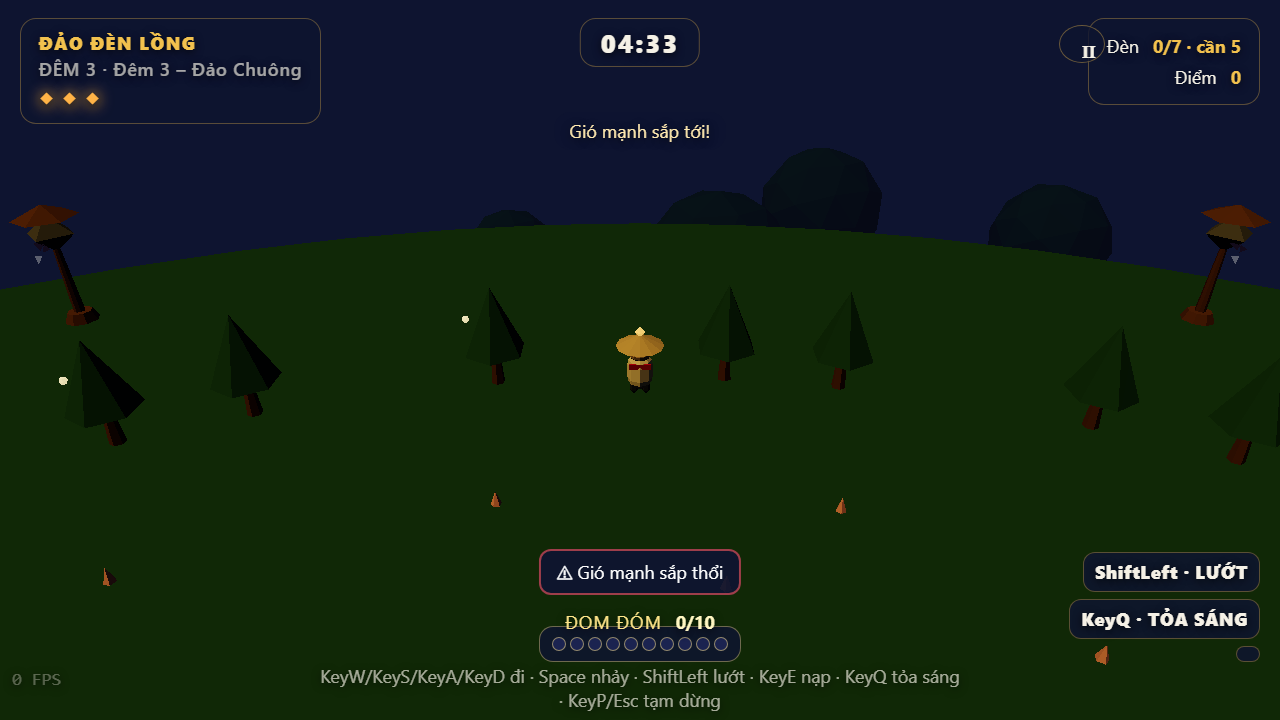 ĐẢO ĐÈN LỒNG
ĐÊM 3 · Đêm 3 – Đảo Chuông
04:33
II
Đèn 0/7 · cần 5
Điểm 0
Gió mạnh sắp tới!
⚠ Gió mạnh sắp thổi
ĐOM ĐÓM 0/10
ShiftLeft · LƯỚT
KeyQ · TỎA SÁNG
0 FPS
KeyW/KeyS/KeyA/KeyD đi · Space nhảy · ShiftLeft lướt · KeyE nạp · KeyQ tỏa sáng
· KeyP/Esc tạm dừng